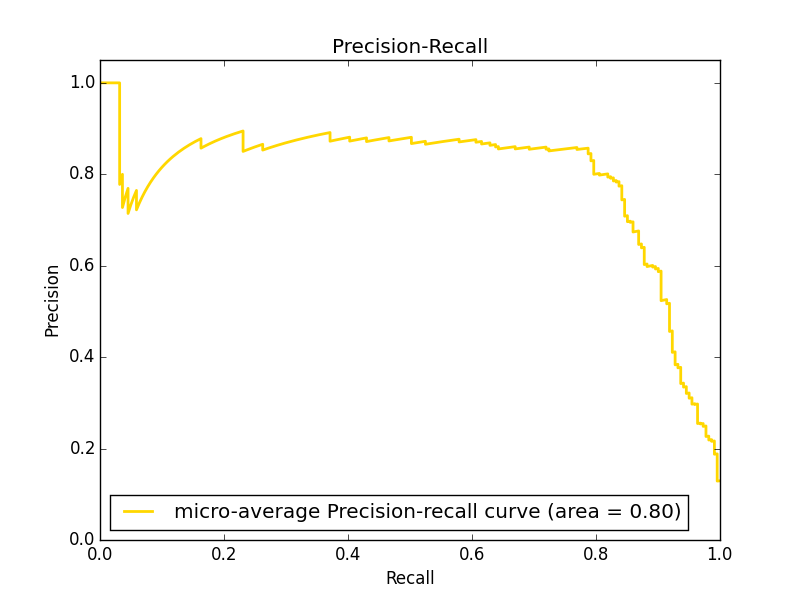 Precision-Recall
1.0
0.8
0.6
0.4
0.2
0.0
Precision
micro-average Precision-recall curve (area = 0.80)
0.0 0.2 0.4 0.6 0.8 1.0
Recall